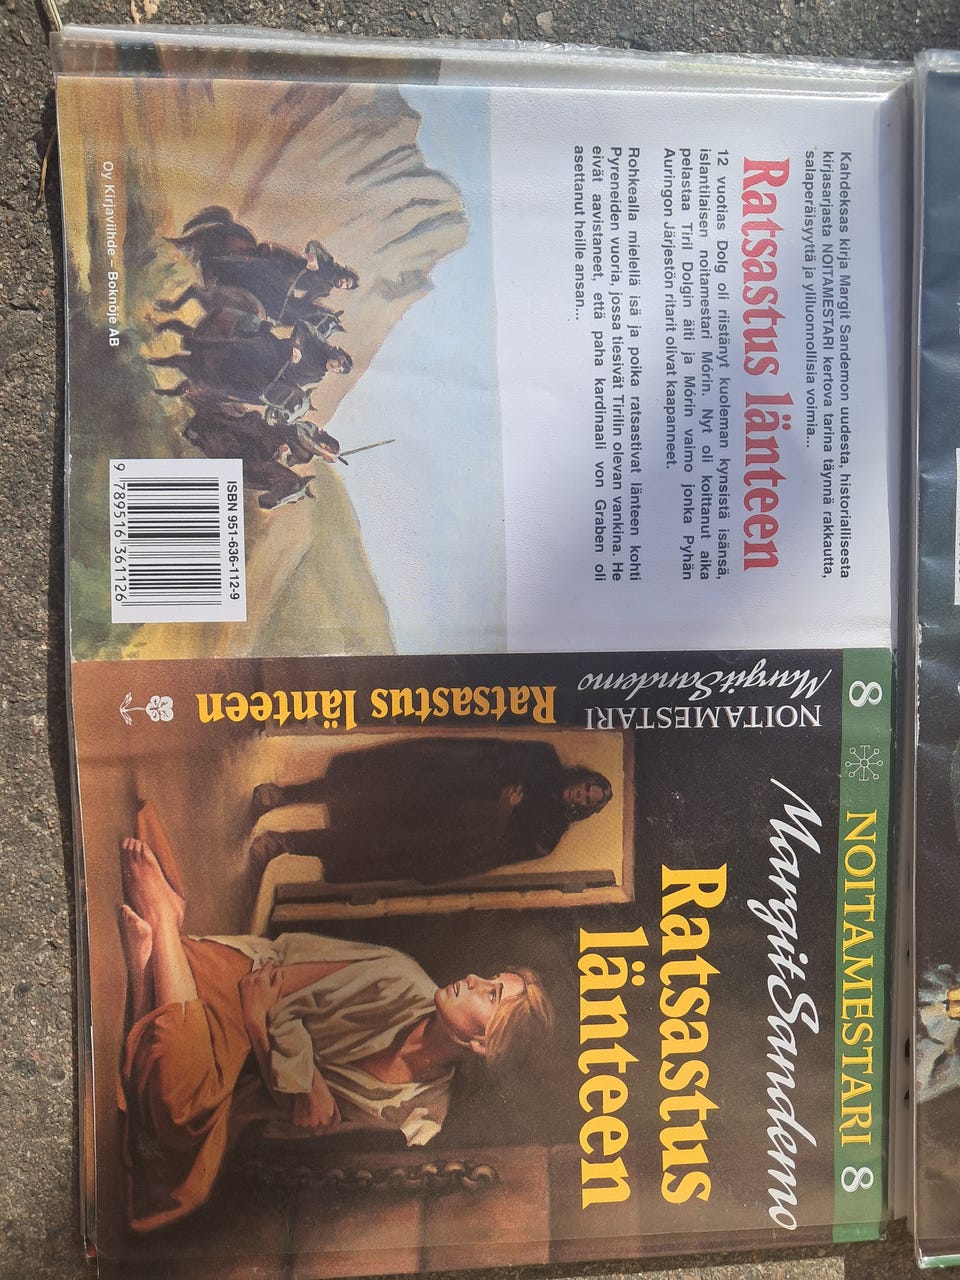 Kahdeksas kirja Margit Sandemon uudesta, historiallisesta
kirjasarjasta NOITAMESTARI kertova tarina täynnä rakkautta,
salaperäisyyttä ja yliluonnollisia voimia...
Ratsastus länteen
12 vuotias Dolg oli riistänyt kuoleman kynsistä isänsä,
islantilaisen noitamestari Mórin. Nyt oli koittanut aika
pelastaa Tiril Dolgin äiti ja Mórin vaimo jonka Pyhän
Auringon Järjestön ritarit olivat kaapanneet.
Rohkealla mielellä isä ja poika ratsastivat länteen kohti
Pyreneiden vuoria, jossa tiesivät Tirilin olevan vankina. He
eivät aavistaneet, että paha kardinaali von Graben oli
asettanut heille ansan...
Oy Kirjaviihde - Boknöje AB
ISBN 951-636-112-9
9 789516 361126
8
NOITAMESTARI
Margit Sandemo
Ratsastus länteen
NOITAMESTARI 8
Margit Sandemo
Ratsastus
länteen